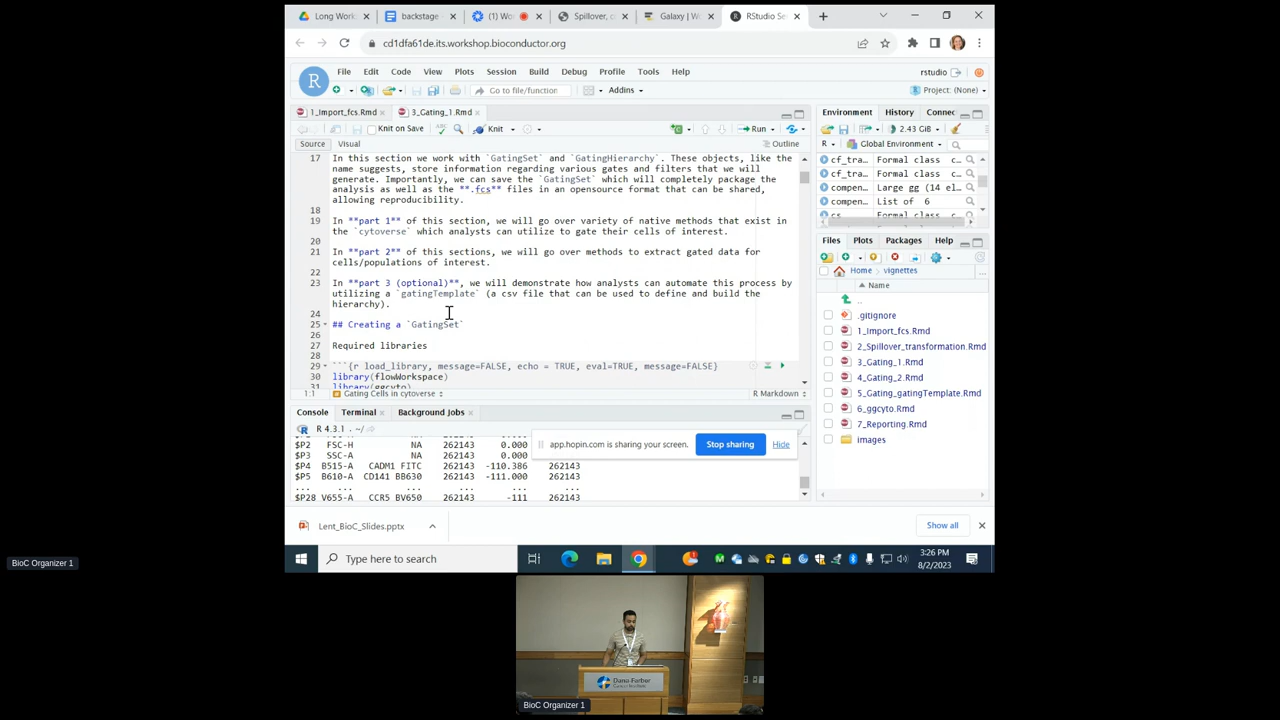 Long Work
backstage -
(1) Wor
Spillover, c
Galaxy | W
RStudio Se
cd1dfa61de.its.workshop.bioconductor.org
R
File Edit Code View Plots Session Build Debug Profile Tools Help
rstudio
Go to file/function
Addins
Project: (None)
1_Import_fcs.Rmd
3_Gating_1.Rmd
Knit on Save
Knit
Run
Source Visual
Outline
17 In this section we work with `GatingSet` and `GatingHierarchy`. These objects, like the
name suggests, store information regarding various gates and filters that we will
generate. Importantly, we can save the `GatingSet` which will completely package the
analysis as well as the **.fcs** files in an opensource format that can be shared,
allowing reproducibility.
18
19 In **part 1** of this section, we will go over variety of native methods that exist in
the `cytoverse` which analysts can utilize to gate their cells of interest.
20
21 In **part 2** of this sections, we will go over methods to extract gated data for
cells/populations of interest.
22
23 In **part 3 (optional)**, we will demonstrate how analysts can automate this process by
utilizing a `gatingTemplate` (a csv file that can be used to define and build the
hierarchy).
24
25 ## Creating a `GatingSet`
26
27 Required libraries
28
29 ```{r load_library, message=FALSE, echo = TRUE, eval=TRUE, message=FALSE}
30 library(flowWorkspace)
31 library(ggcyto)
1:1 Gating Cells in cytoverse
R Markdown
Console Terminal Background Jobs
R 4.3.1 . ~/
$P2 FSC-H NA 262143 0.000
$P3 SSC-A NA 262143 0.000
$P4 B515-A CADM1 FITC 262143 -110.386 262143
$P5 B610-A CD141 BB630 262143 -111.000 262143
... ... ... ... ... ...
$P28 V655-A CCR5 BV650 262143 -111 262143
app.hopin.com is sharing your screen.
Stop sharing
Hide
Environment History Connec
2.43 GiB
R Global Environment
cf_tra… Formal class c…
cf_tra… Formal class c…
compen… Large gg (14 el
compen… List of 6
cs Formal class c…
Files Plots Packages Help
Home vignettes
Name
..
.gitignore
1_Import_fcs.Rmd
2_Spillover_transformation.Rmd
3_Gating_1.Rmd
4_Gating_2.Rmd
5_Gating_gatingTemplate.Rmd
6_ggcyto.Rmd
7_Reporting.Rmd
images
Lent_BioC_Slides.pptx
Show all
Type here to search
3:26 PM
8/2/2023
BioC Organizer 1
Dana-Farber
BioC Organizer 1